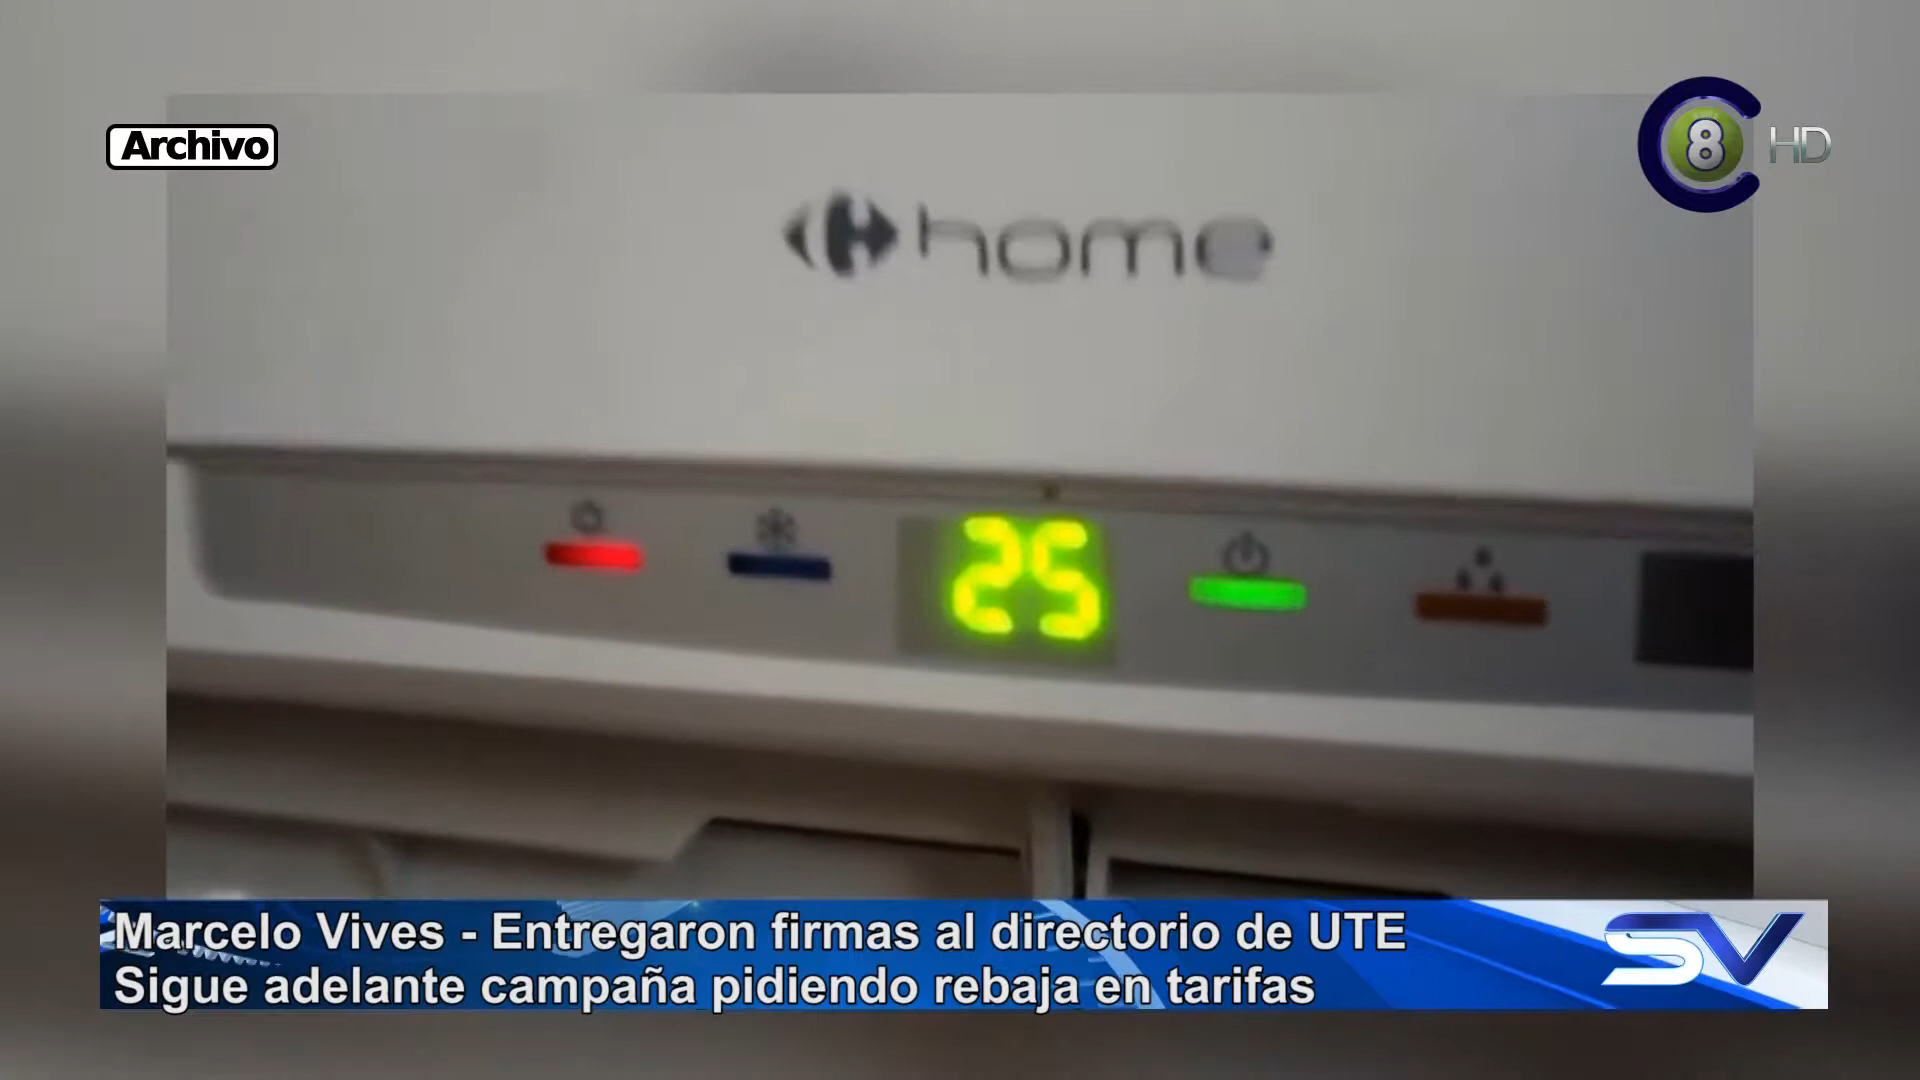 Archivo
8 HD
home
25
Marcelo Vives - Entregaron firmas al directorio de UTE
Sigue adelante campaña pidiendo rebaja en tarifas
SV